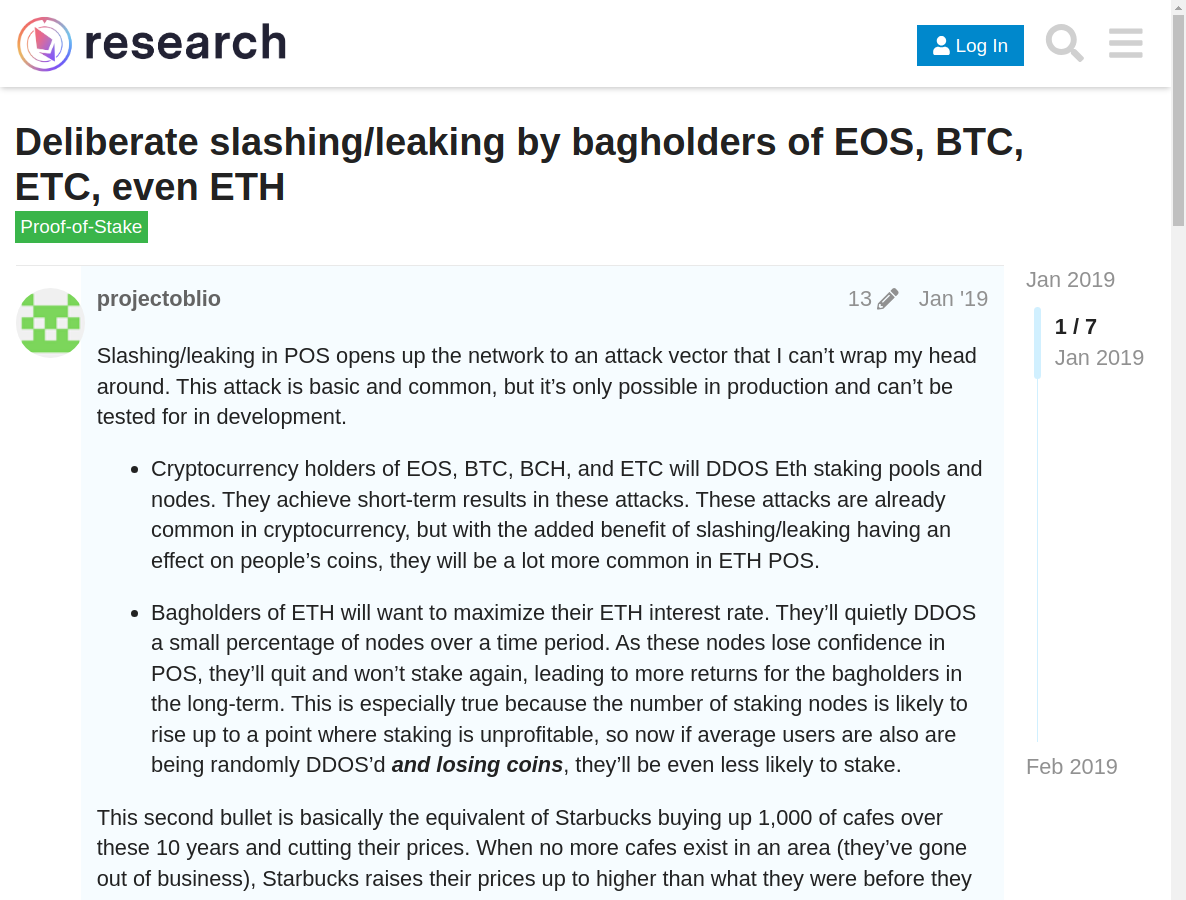 research
Log In
Deliberate slashing/leaking by bagholders of EOS, BTC,
ETC, even ETH
Proof-of-Stake
projectoblio
13
Jan '19
Slashing/leaking in POS opens up the network to an attack vector that I can’t wrap my head
around. This attack is basic and common, but it’s only possible in production and can’t be
tested for in development.
Cryptocurrency holders of EOS, BTC, BCH, and ETC will DDOS Eth staking pools and
nodes. They achieve short-term results in these attacks. These attacks are already
common in cryptocurrency, but with the added benefit of slashing/leaking having an
effect on people’s coins, they will be a lot more common in ETH POS.
Bagholders of ETH will want to maximize their ETH interest rate. They’ll quietly DDOS
a small percentage of nodes over a time period. As these nodes lose confidence in
POS, they’ll quit and won’t stake again, leading to more returns for the bagholders in
the long-term. This is especially true because the number of staking nodes is likely to
rise up to a point where staking is unprofitable, so now if average users are also are
being randomly DDOS’d and losing coins, they’ll be even less likely to stake.
This second bullet is basically the equivalent of Starbucks buying up 1,000 of cafes over
these 10 years and cutting their prices. When no more cafes exist in an area (they’ve gone
out of business), Starbucks raises their prices up to higher than what they were before they
Jan 2019
1 / 7
Jan 2019
Feb 2019